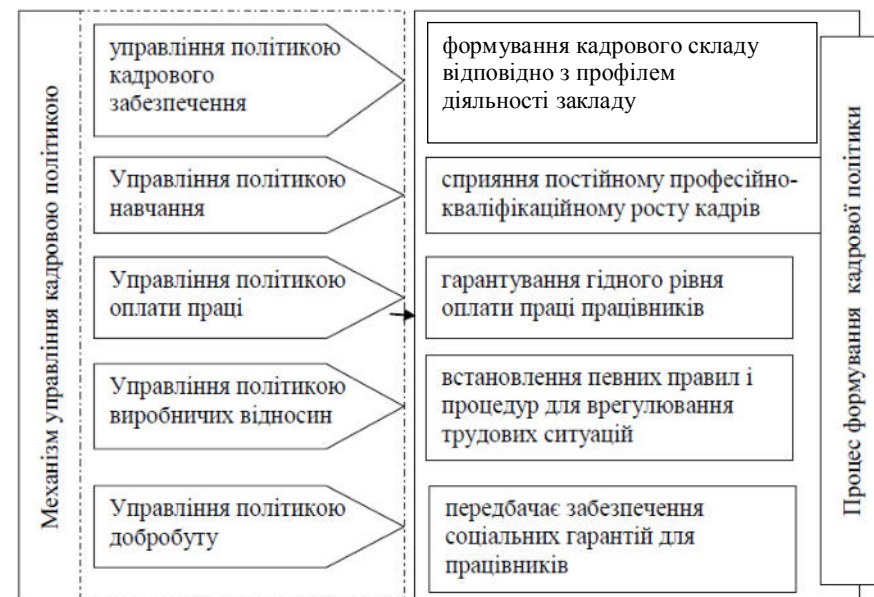 Механізм управління кадровою політикою
управління політикою
кадрового
забезпечення
формування кадрового складу
відповідно з профілем
діяльності закладу
Управління політикою
навчання
сприяння постійному професійно-
кваліфікаційному росту кадрів
Управління політикою
оплати праці
гарантування гідного рівня
оплати праці працівників
Управління політикою
виробничих відносин
встановлення певних правил і
процедур для врегулювання
трудових ситуацій
Управління політикою
добробуту
передбачає забезпечення
соціальних гарантій для
працівників
Процес формування кадрової політики